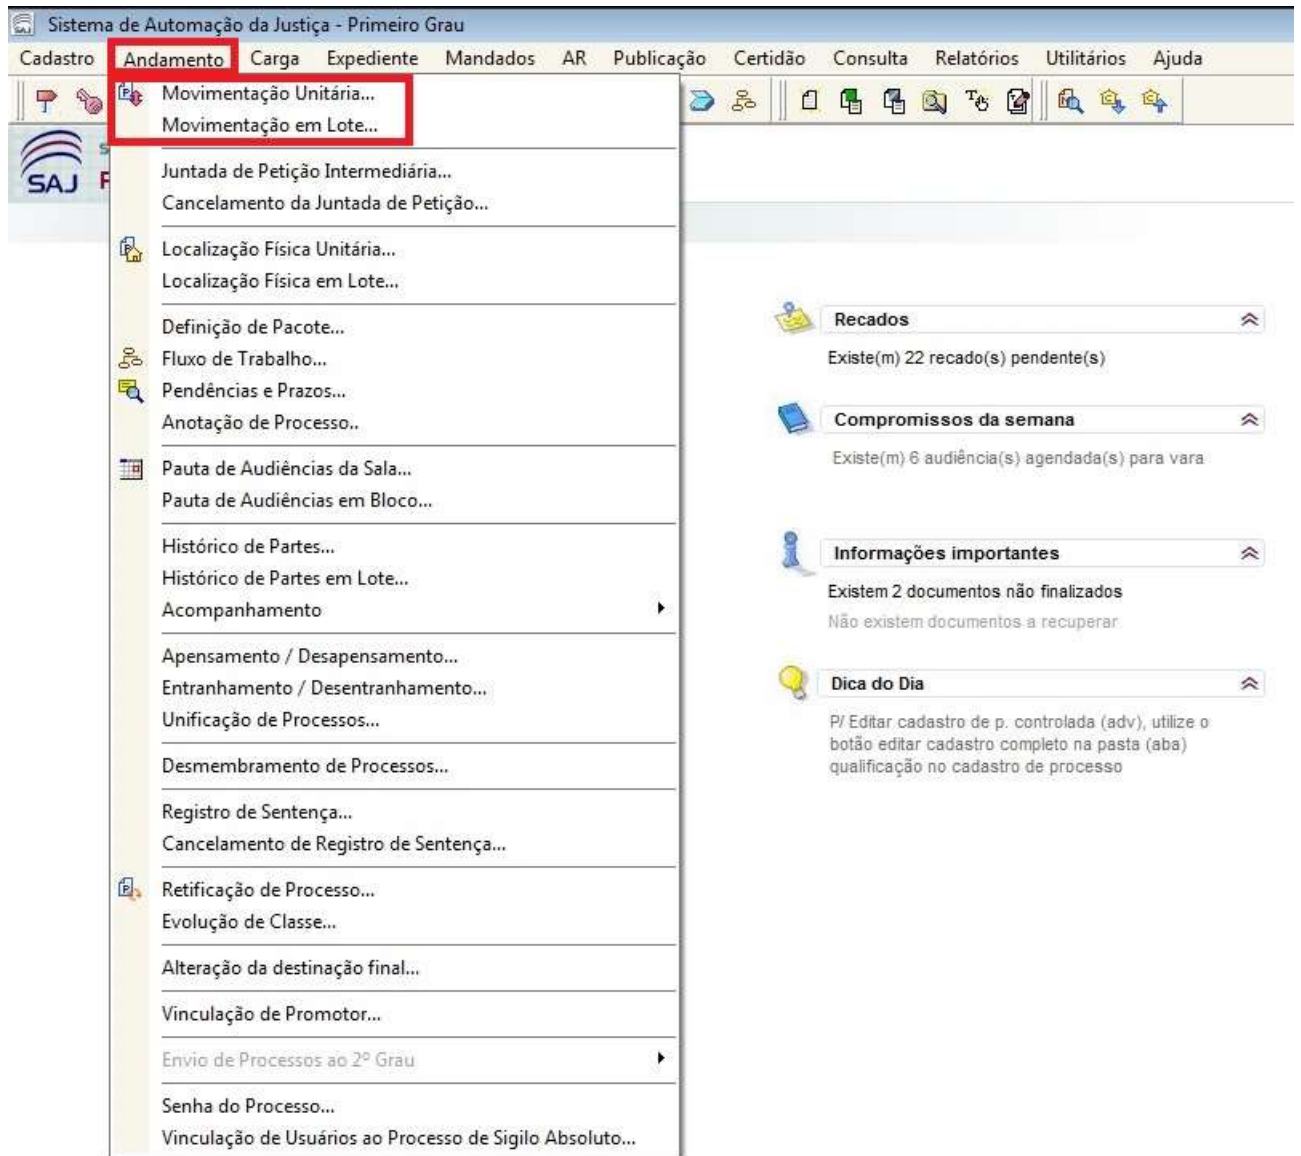 Sistema de Automação da Justiça - Primeiro Grau
Cadastro Andamento Carga Expediente Mandados AR Publicação Certidão Consulta Relatórios Utilitários Ajuda
Movimentação Unitária...
Movimentação em Lote...
SAJ
Juntada de Petição Intermediária...
Cancelamento da Juntada de Petição...
Localização Física Unitária...
Localização Física em Lote...
Definição de Pacote...
Fluxo de Trabalho...
Pendências e Prazos...
Anotação de Processo..
Pauta de Audiências da Sala...
Pauta de Audiências em Bloco...
Histórico de Partes...
Histórico de Partes em Lote...
Acompanhamento
Apensamento / Desapensamento...
Entranhamento / Desentranhamento...
Unificação de Processos...
Desmembramento de Processos...
Registro de Sentença...
Cancelamento de Registro de Sentença...
Retificação de Processo...
Evolução de Classe...
Alteração da destinação final...
Vinculação de Promotor...
Envio de Processos ao 2º Grau
Senha do Processo...
Vinculação de Usuários ao Processo de Sigilo Absoluto...
Recados
Existe(m) 22 recado(s) pendente(s)
Compromissos da semana
Existe(m) 6 audiência(s) agendada(s) para vara
Informações importantes
Existem 2 documentos não finalizados
Não existem documentos a recuperar
Dica do Dia
P/ Editar cadastro de p. controlada (adv), utilize o
botão editar cadastro completo na pasta (aba)
qualificação no cadastro de processo